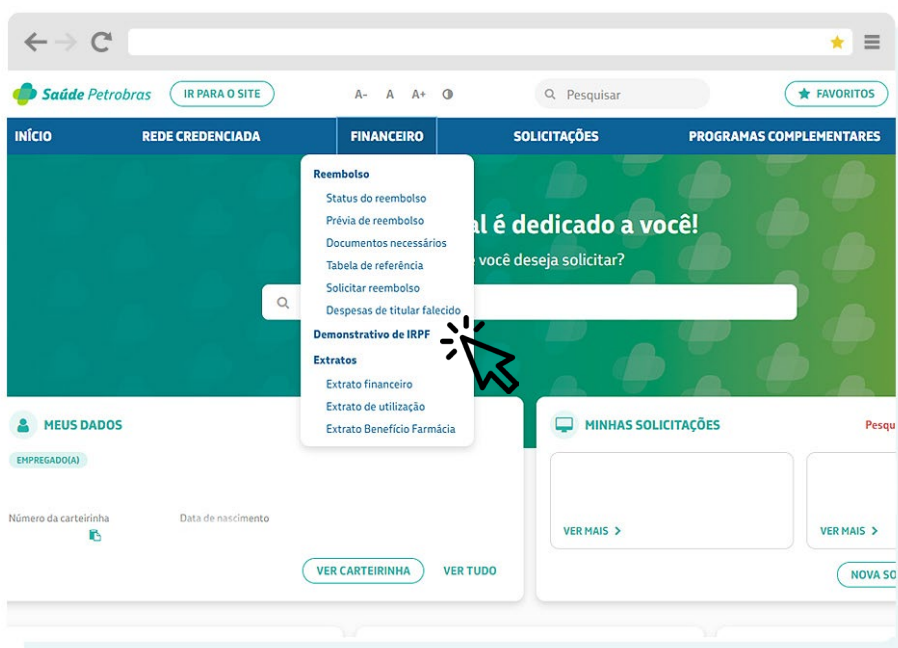 Saúde Petrobras
IR PARA O SITE
A- A A+
Pesquisar
FAVORITOS
INÍCIO
REDE CREDENCIADA
FINANCEIRO
SOLICITAÇÕES
PROGRAMAS COMPLEMENTARES
Reembolso
Status do reembolso
Prévia de reembolso
Documentos necessários
Tabela de referência
Solicitar reembolso
Despesas de titular falecido
Demonstrativo de IRPF
Extratos
Extrato financeiro
Extrato de utilização
Extrato Benefício Farmácia
al é dedicado a você!
você deseja solicitar?
MEUS DADOS
EMPREGADO(A)
Número da carteirinha
Data de nascimento
VER CARTEIRINHA
VER TUDO
MINHAS SOLICITAÇÕES
Pesqu
VER MAIS >
VER MAIS >
NOVA SO